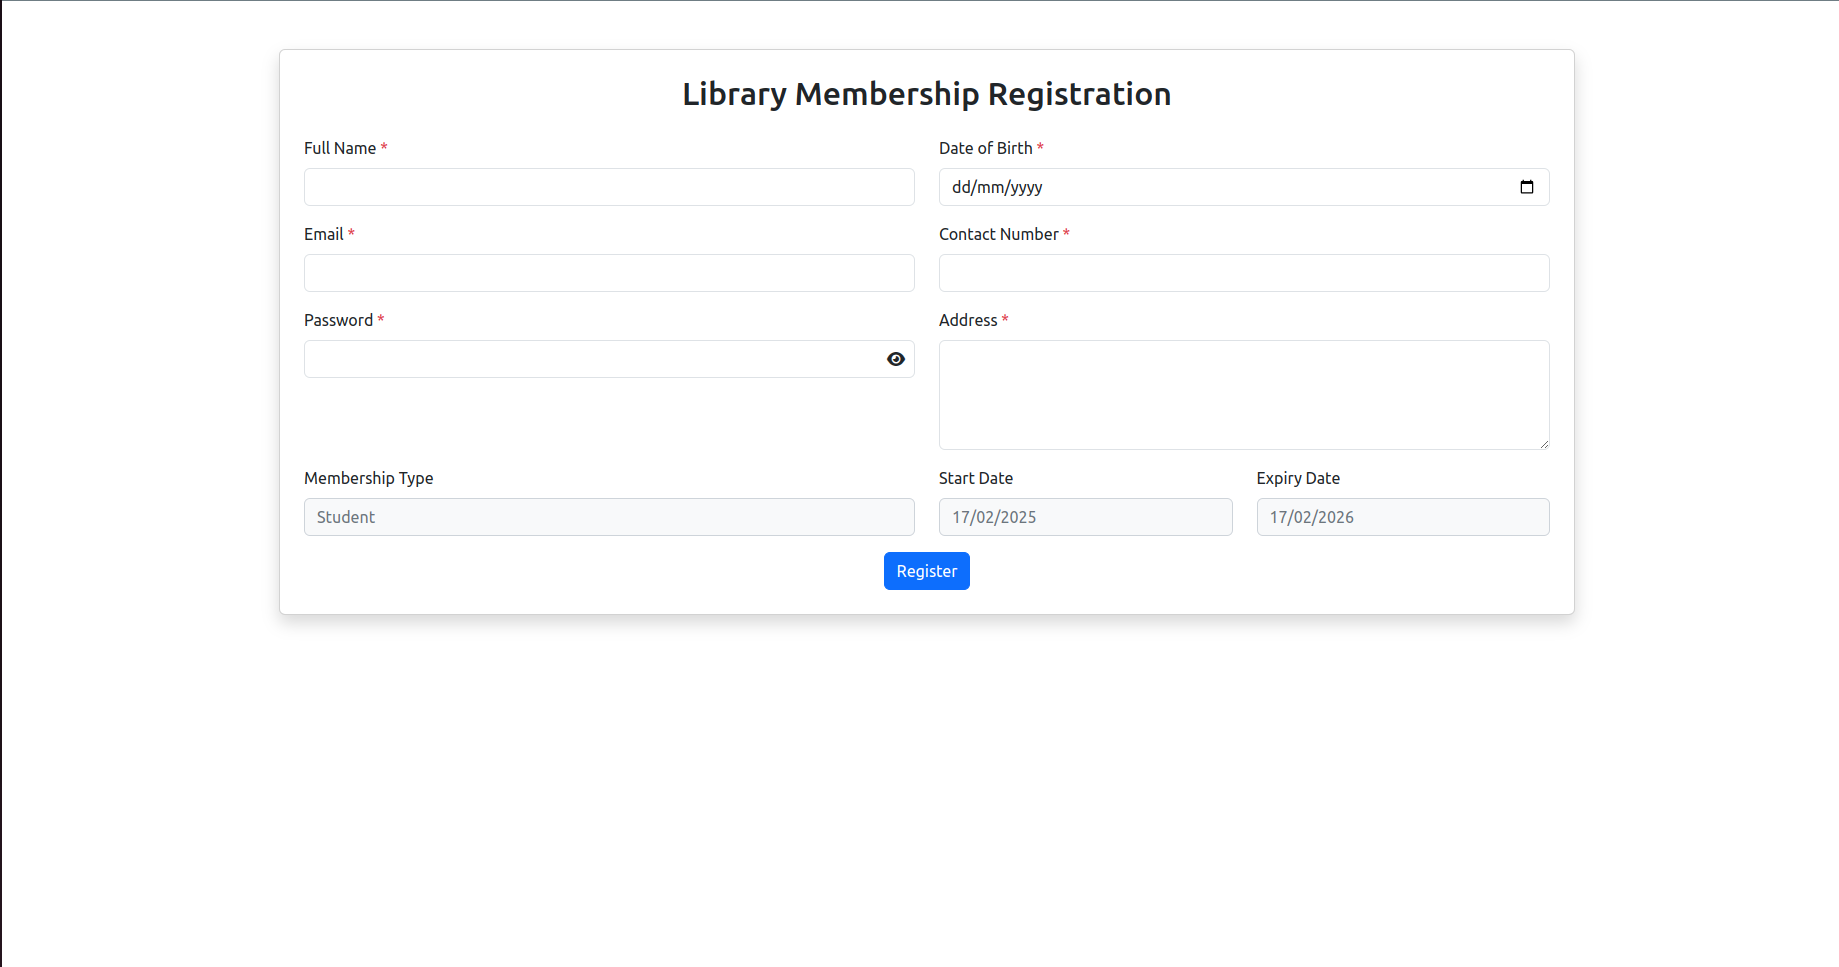 Library Membership Registration
Full Name *
Date of Birth *
dd/mm/yyyy
Email *
Contact Number *
Password *
Address *
Membership Type
Student
Start Date
17/02/2025
Expiry Date
17/02/2026
Register